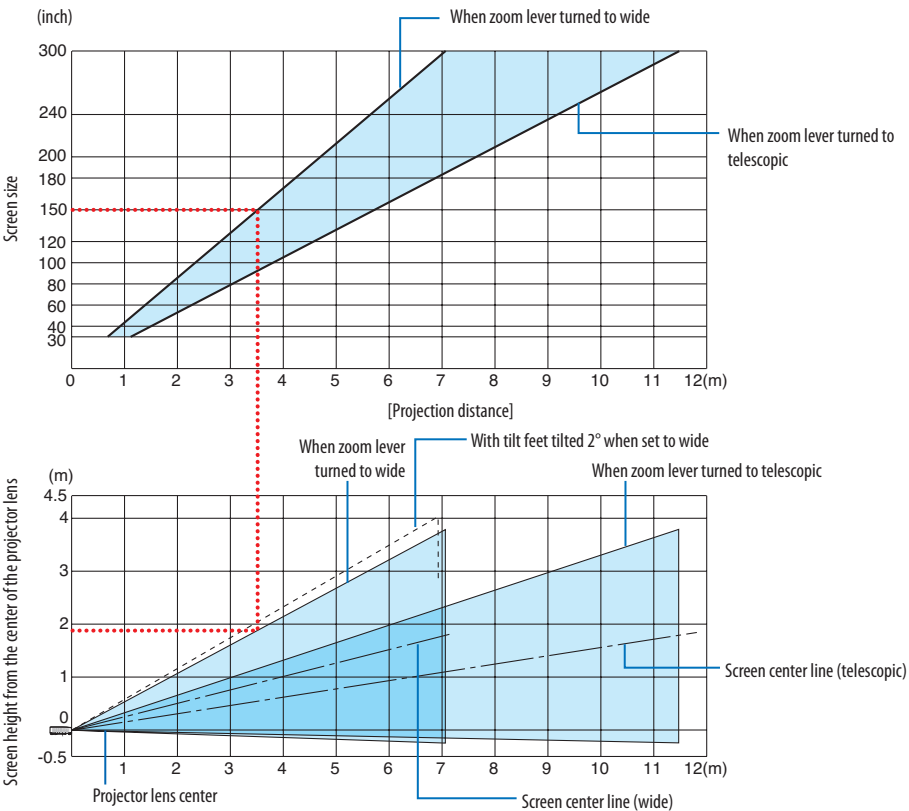 (inch)
When zoom lever turned to wide
300
240
200
180
150
120
100
80
60
40
30
Screen size
When zoom lever turned to
telescopic
0 1 2 3 4 5 6 7 8 9 10 11 12(m)
[Projection distance]
When zoom lever
turned to wide
With tilt feet tilted 2° when set to wide
When zoom lever turned to telescopic
(m)
4.5
4
3
2
1
0
-0.5
Screen height from the center of the projector lens
Screen center line (telescopic)
1 2 3 4 5 6 7 8 9 10 11 12(m)
Projector lens center
Screen center line (wide)